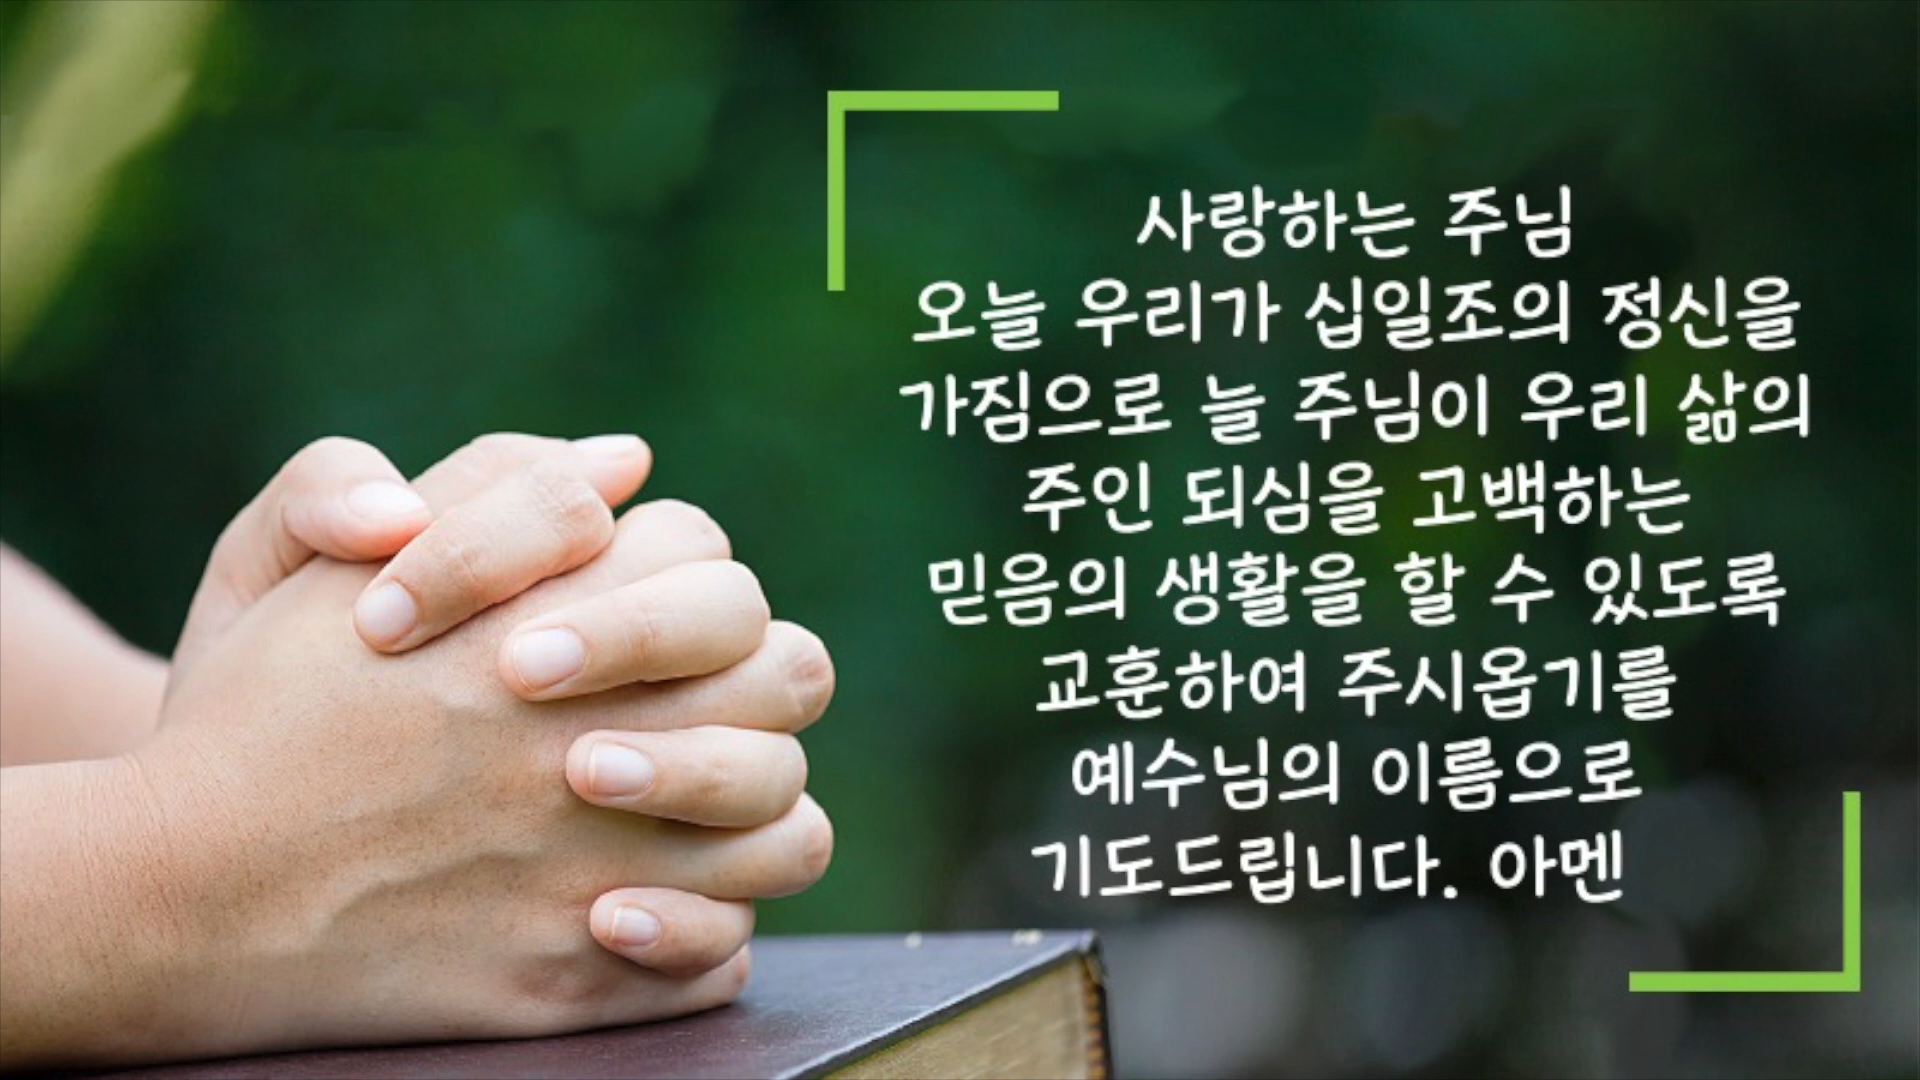 사랑하는 주님
오늘 우리가 십일조의 정신을
가짐으로 늘 주님이 우리 삶의
주인 되심을 고백하는
믿음의 생활을 할 수 있도록
교훈하여 주시옵기를
예수님의 이름으로
기도드립니다. 아멘